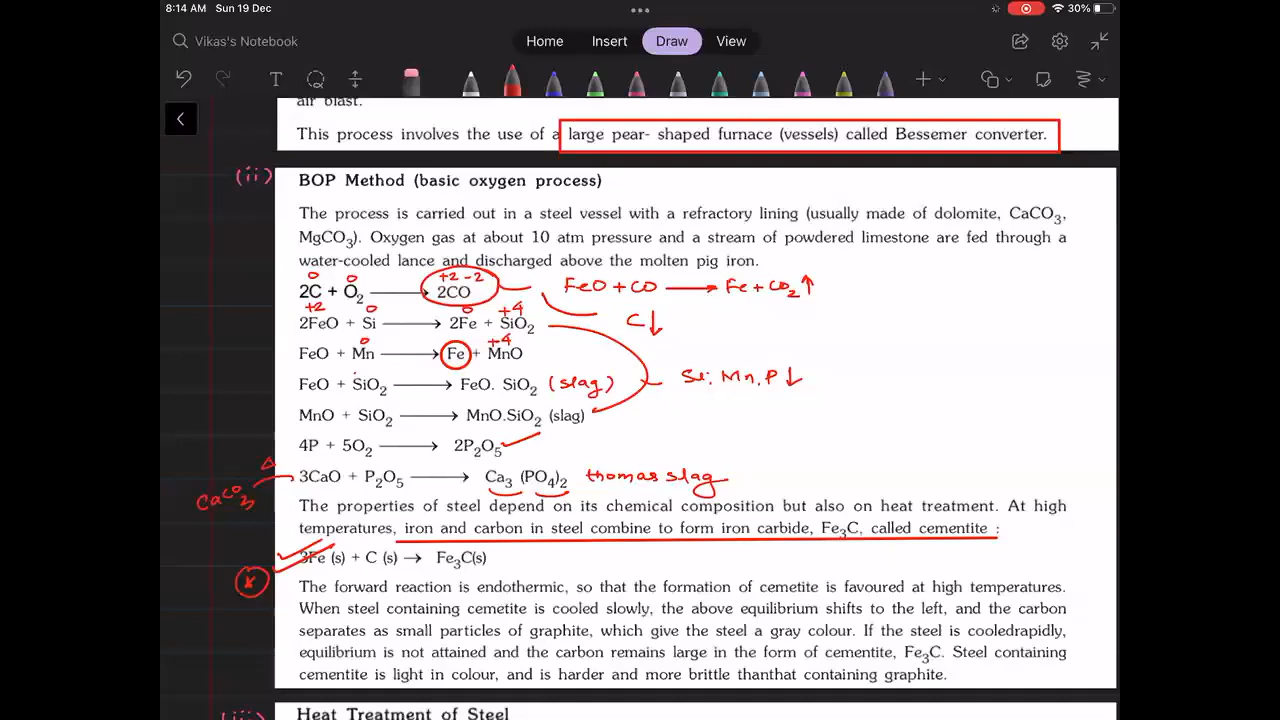 8:14 AM Sun 19 Dec
30%
Vikas's Notebook
Home Insert Draw View
air blast.
This process involves the use of a large pear- shaped furnace (vessels) called Bessemer converter.
(ii) BOP Method (basic oxygen process)
The process is carried out in a steel vessel with a refractory lining (usually made of dolomite, CaCO3,
MgCO3). Oxygen gas at about 10 atm pressure and a stream of powdered limestone are fed through a
water-cooled lance and discharged above the molten pig iron.
0 0 +2 -2
2C + O2 ⟶ 2CO FeO + CO ⟶ Fe + CO2↑
+2 0 0 +4
2FeO + Si ⟶ 2Fe + SiO2 C↓
0 +4
FeO + Mn ⟶ Fe + MnO
FeO + SiO2 ⟶ FeO. SiO2 (slag) Si, Mn, P ↓
MnO + SiO2 ⟶ MnO.SiO2 (slag)
4P + 5O2 ⟶ 2P2O5
CaCO3 Δ 3CaO + P2O5 ⟶ Ca3 (PO4)2 thomas slag
The properties of steel depend on its chemical composition but also on heat treatment. At high
temperatures, iron and carbon in steel combine to form iron carbide, Fe3C, called cementite :
3Fe (s) + C (s) → Fe3C(s)
The forward reaction is endothermic, so that the formation of cemetite is favoured at high temperatures.
When steel containing cemetite is cooled slowly, the above equilibrium shifts to the left, and the carbon
separates as small particles of graphite, which give the steel a gray colour. If the steel is cooledrapidly,
equilibrium is not attained and the carbon remains large in the form of cementite, Fe3C. Steel containing
cementite is light in colour, and is harder and more brittle thanthat containing graphite.
(iii) Heat Treatment of Steel